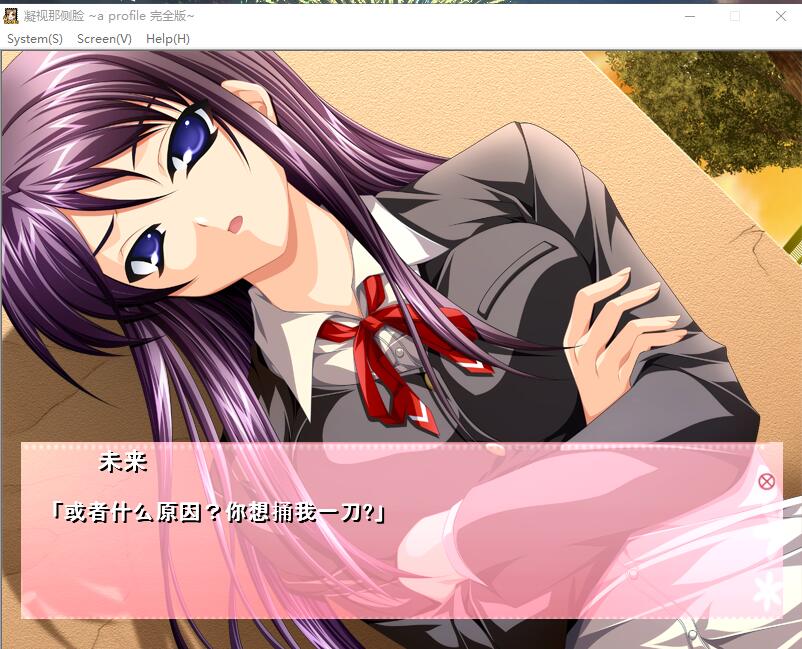 凝视那侧脸 ~a profile 完全版~
System(S) Screen(V) Help(H)
未来
「或者什么原因？你想捅我一刀?」